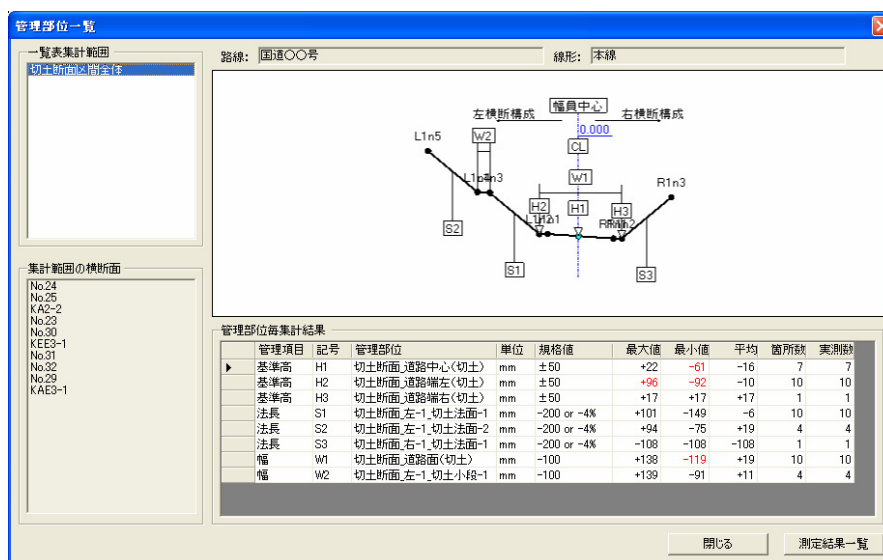 管理部位一覧
一覧表集計範囲
切土断面区間全体
路線: 国道〇〇号 線形: 本線
幅員中心
左横断構成 右横断構成
0.000
L1n5 W2 CL
W1 R1n3
H2 H1 H3
S2
S1 S3
集計範囲の横断面
No.24
No.25
KA2-2
No.23
No.30
KEE3-1
No.31
No.32
No.29
KAE3-1
管理部位毎集計結果
管理項目 記号 管理部位 単位 規格値 最大値 最小値 平均 箇所数 実測数
基準高 H1 切土断面_道路中心(切土) mm ±50 +22 -61 -16 7 7
基準高 H2 切土断面_道路端左(切土) mm ±50 +96 -92 -10 10 10
基準高 H3 切土断面_道路端右(切土) mm ±50 +17 +17 +17 1 1
法長 S1 切土断面_左-1_切土法面-1 mm -200 or -4% +101 -149 -6 10 10
法長 S2 切土断面_左-1_切土法面-2 mm -200 or -4% +94 -75 +19 4 4
法長 S3 切土断面_右-1_切土法面-1 mm -200 or -4% -108 -108 -108 1 1
幅 W1 切土断面_道路面(切土) mm -100 +138 -119 +19 10 10
幅 W2 切土断面_左-1_切土小段-1 mm -100 +139 -91 +11 4 4
閉じる 測定結果一覧